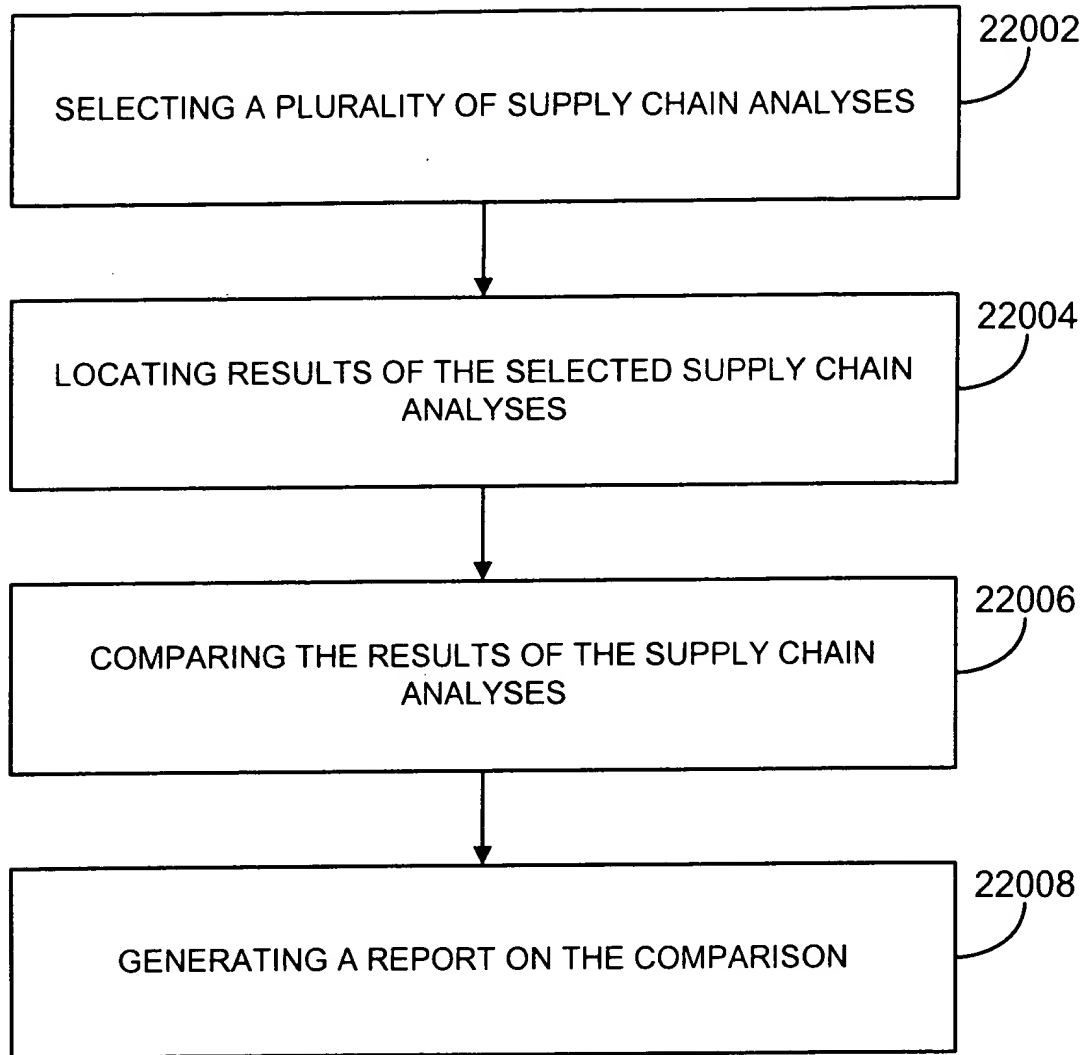 22002
SELECTING A PLURALITY OF SUPPLY CHAIN ANALYSES
22004
LOCATING RESULTS OF THE SELECTED SUPPLY CHAIN
ANALYSES
22006
COMPARING THE RESULTS OF THE SUPPLY CHAIN
ANALYSES
22008
GENERATING A REPORT ON THE COMPARISON